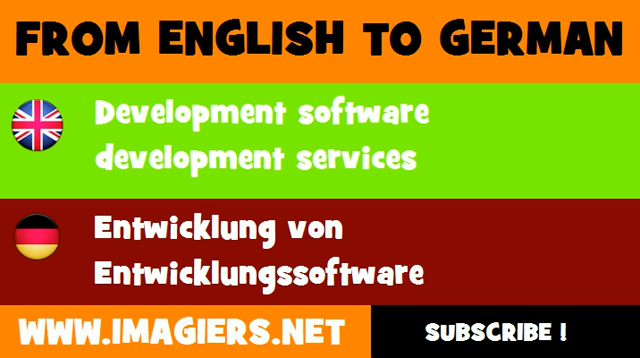 FROM ENGLISH TO GERMAN
Development software
development services
Entwicklung von
Entwicklungssoftware
WWW.IMAGIERS.NET
SUBSCRIBE !